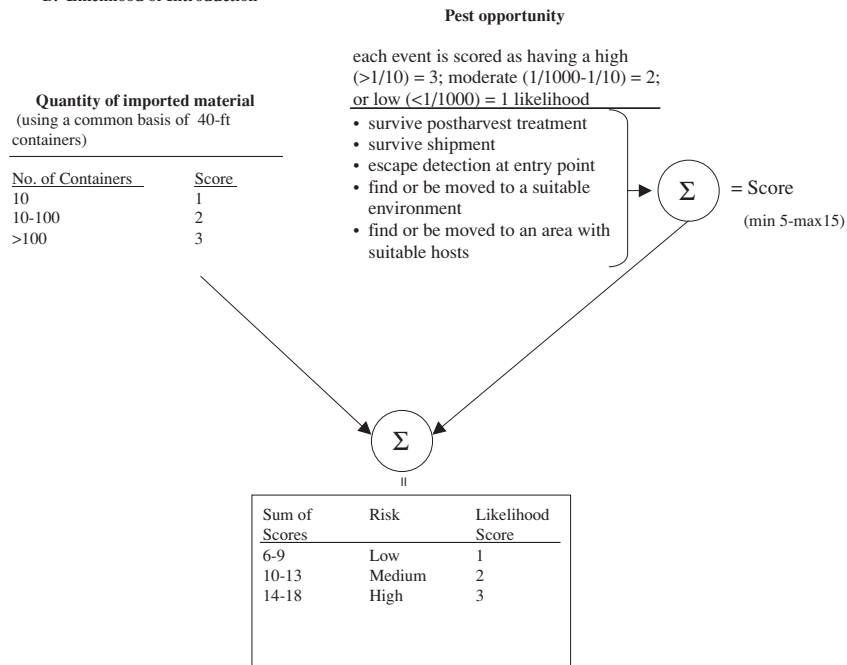 Pest opportunity
each event is scored as having a high
(>1/10) = 3; moderate (1/1000-1/10) = 2;
or low (<1/1000) = 1 likelihood
• survive postharvest treatment
• survive shipment
• escape detection at entry point
• find or be moved to a suitable
environment
• find or be moved to an area with
suitable hosts
Σ = Score
(min 5-max15)
Quantity of imported material
(using a common basis of 40-ft
containers)
No. of Containers Score
10 1
10-100 2
>100 3
Σ
=
Sum of Risk Likelihood
Scores Score
6-9 Low 1
10-13 Medium 2
14-18 High 3